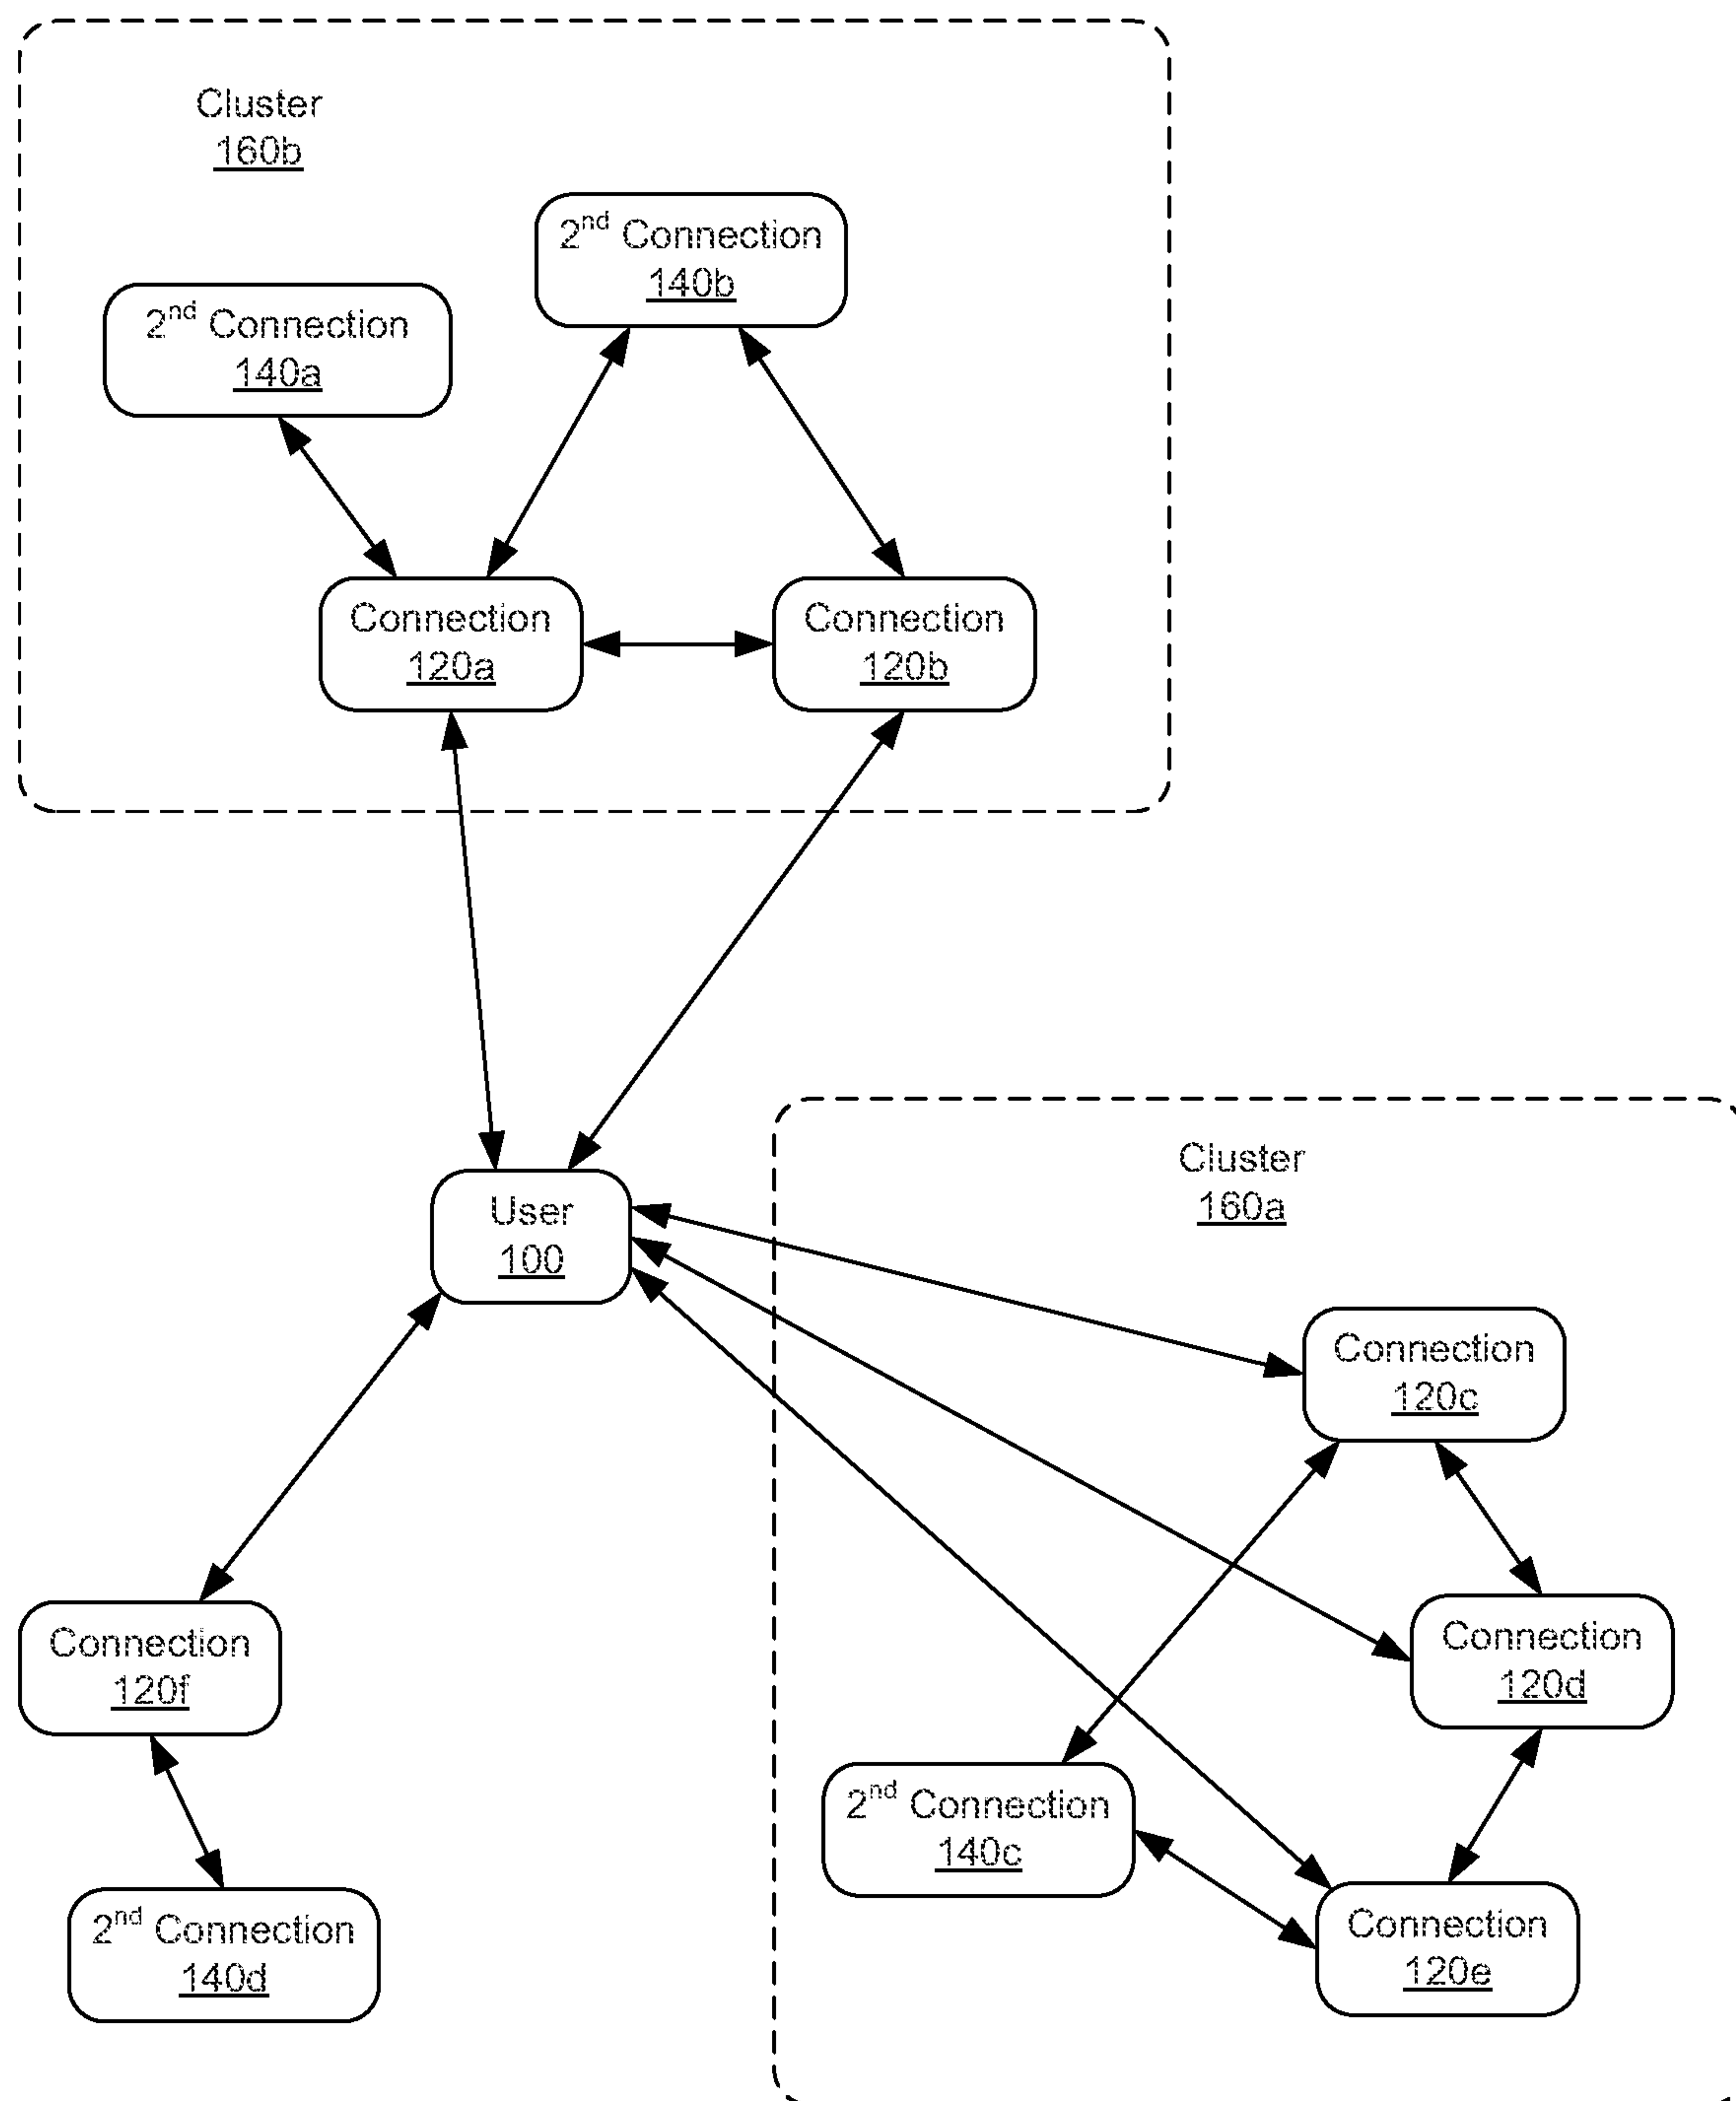 Cluster
160b
2nd Connection
140b
2nd Connection
140a
Connection
120a
Connection
120b
User
100
Cluster
160a
Connection
120c
Connection
120f
Connection
120d
2nd Connection
140c
2nd Connection
140d
Connection
120e